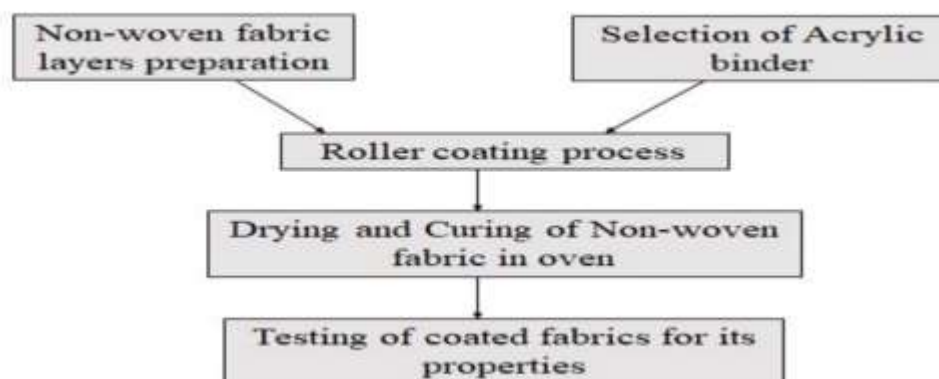 Non-woven fabric
layers preparation
Selection of Acrylic
binder
Roller coating process
Drying and Curing of Non-woven
fabric in oven
Testing of coated fabrics for its
properties